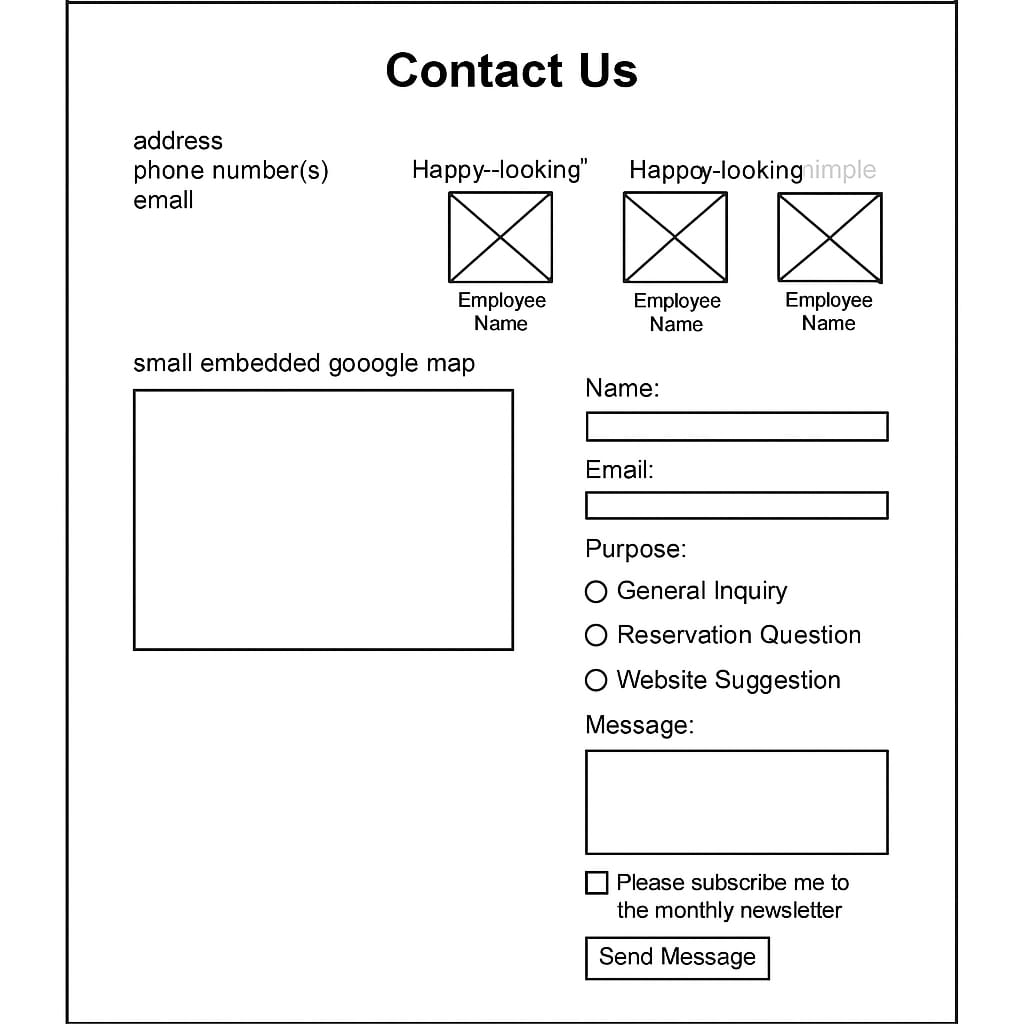 Contact Us
address
phone number(s)
emall
Happy--looking"
Happoy-looking nimple
Employee
Name
Employee
Name
Employee
Name
small embedded gooogle map
Name:
Email:
Purpose:
General Inquiry
Reservation Question
Website Suggestion
Message:
Please subscribe me to
the monthly newsletter
Send Message